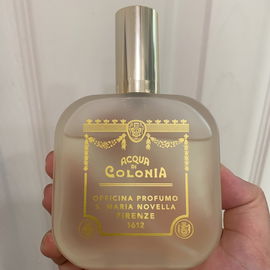 ACQUA
DI
COLONIA
OFFICINA PROFUMO
S. MARIA NOVELLA
FIRENZE
1612